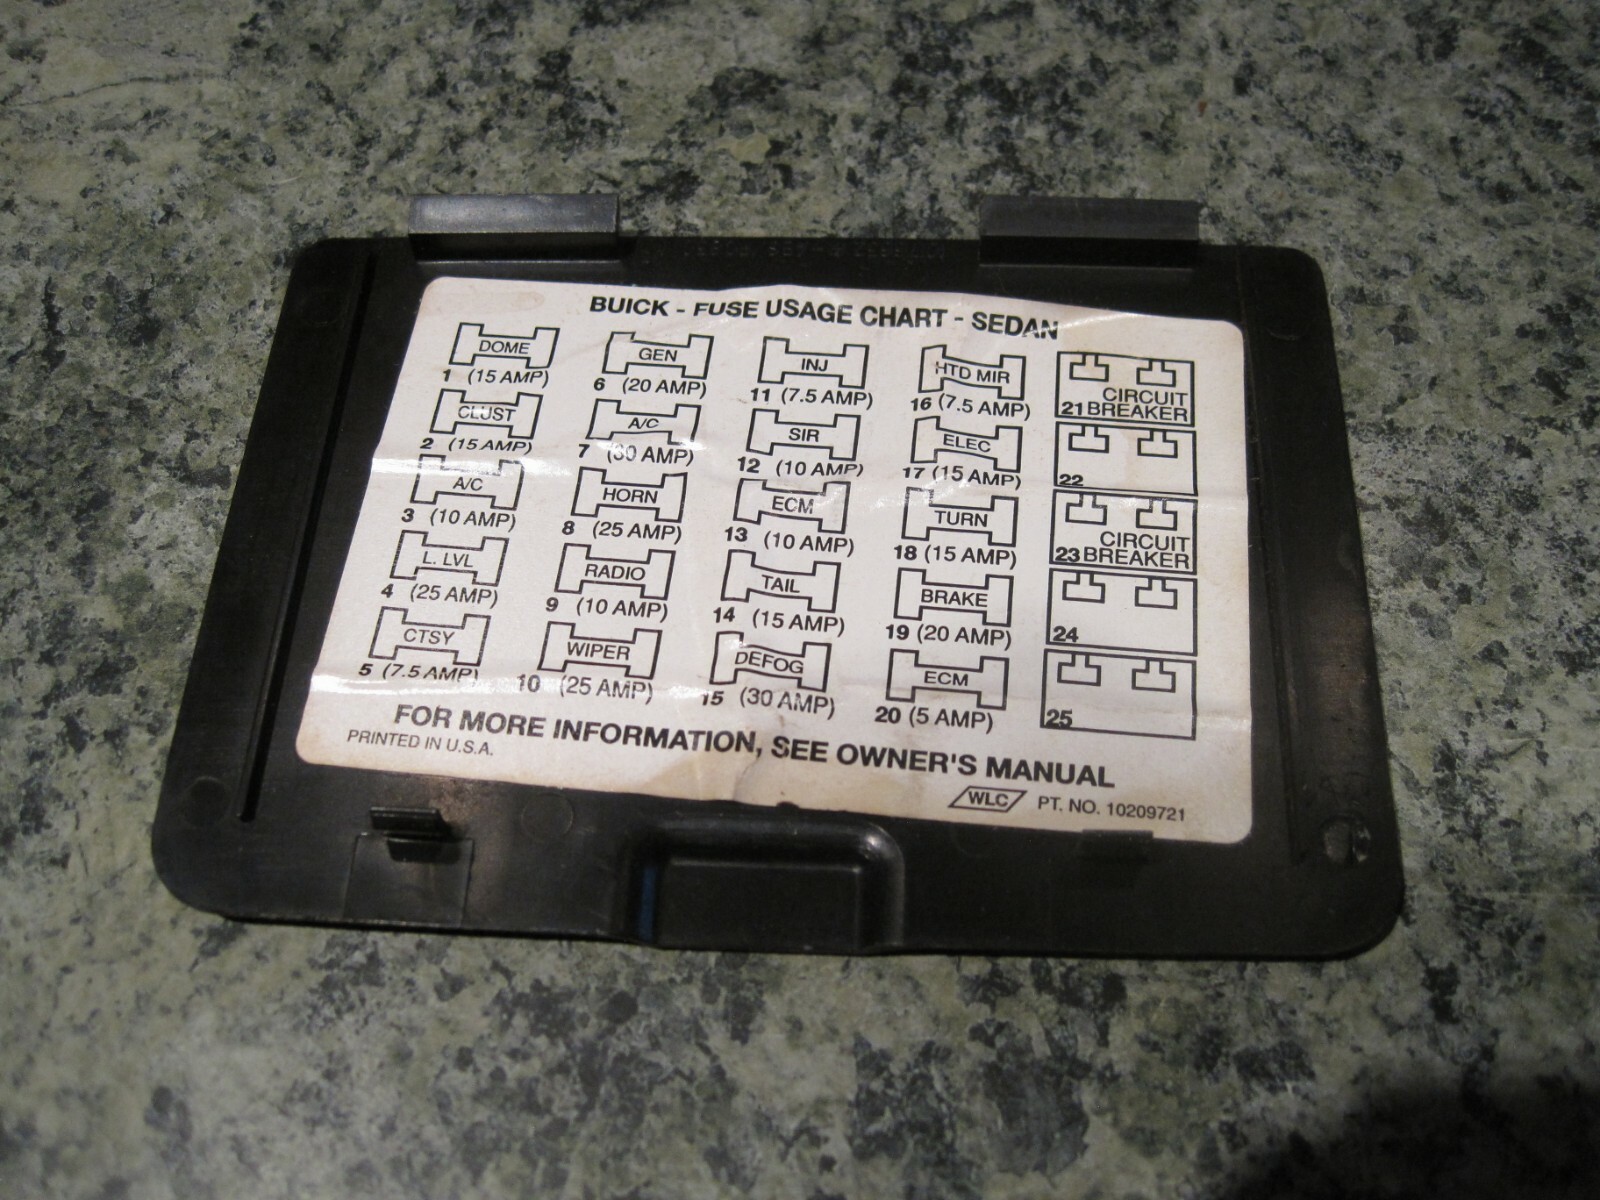 BUICK - FUSE USAGE CHART - SEDAN
DOME
1 (15 AMP)
CLUST
2 (15 AMP)
A/C
3 (10 AMP)
L. LVL
4 (25 AMP)
CTSY
5 (7.5 AMP)
GEN
6 (20 AMP)
A/C
7 (30 AMP)
HORN
8 (25 AMP)
RADIO
9 (10 AMP)
WIPER
10 (25 AMP)
INJ
11 (7.5 AMP)
SIR
12 (10 AMP)
ECM
13 (10 AMP)
TAIL
14 (15 AMP)
DEFOG
15 (30 AMP)
HTD MIR
16 (7.5 AMP)
ELEC
17 (15 AMP)
TURN
18 (15 AMP)
BRAKE
19 (20 AMP)
ECM
20 (5 AMP)
CIRCUIT
21 BREAKER
22
CIRCUIT
23 BREAKER
24
25
FOR MORE INFORMATION, SEE OWNER'S MANUAL
PRINTED IN U.S.A.
WLC PT. NO. 10209721